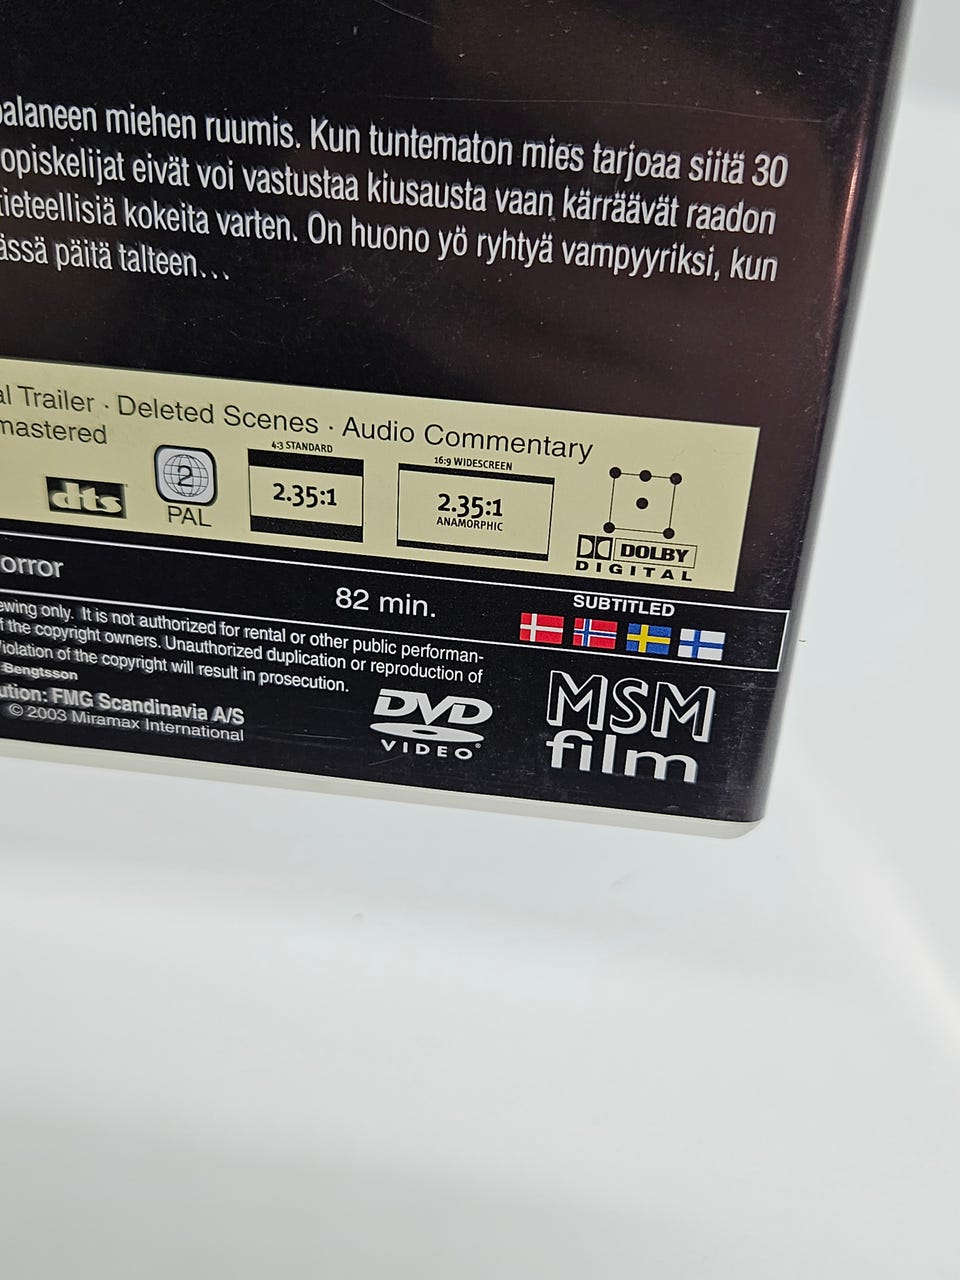 palaneen miehen ruumis. Kun tuntematon mies tarjoaa siitä 30
opiskelijat eivät voi vastustaa kiusausta vaan kärräävät raadon
tieteellisiä kokeita varten. On huono yö ryhtyä vampyyriksi, kun
ässä päitä talteen...
al Trailer · Deleted Scenes · Audio Commentary
mastered
dts
2
PAL
4:3 STANDARD
2.35:1
16:9 WIDESCREEN
2.35:1
ANAMORPHIC
DOLBY
DIGITAL
orror
82 min.
SUBTITLED
ewing only. It is not authorized for rental or other public performan-
f the copyright owners. Unauthorized duplication or reproduction of
iolation of the copyright will result in prosecution.
Bengtsson
ution: FMG Scandinavia A/S
© 2003 Miramax International
DVD
VIDEO
MSM
film